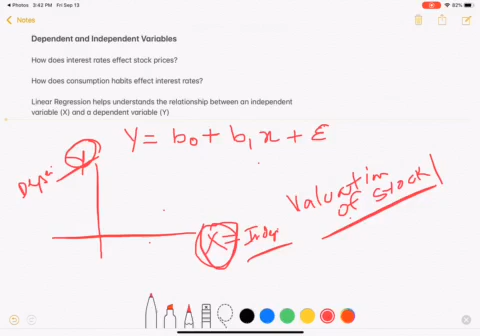 Photos 3:42 PM Fri Sep 13 82%
Notes
Dependent and Independent Variables
How does interest rates effect stock prices?
How does consumption habits effect interest rates?
Linear Regression helps understands the relationship between an independent
variable (X) and a dependent variable (Y)
Y = b₀ + b₁x + ε
Y
Depen
X = Indep
Valuation
of Stock